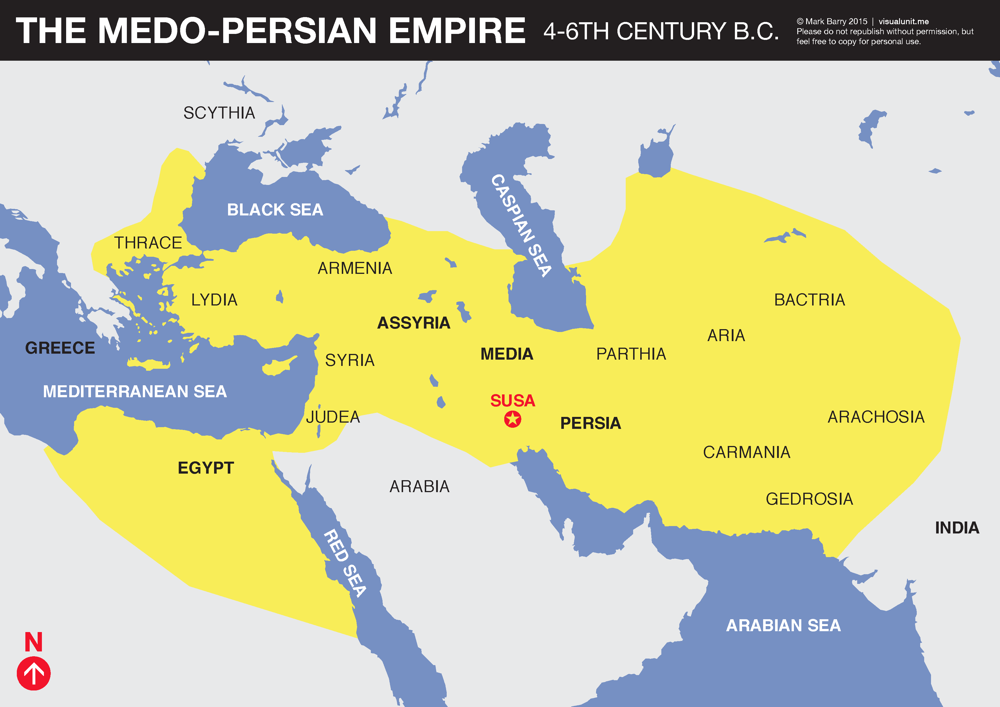 THE MEDO-PERSIAN EMPIRE 4-6TH CENTURY B.C.
© Mark Barry 2015 | visualunit.me
Please do not republish without permission, but
feel free to copy for personal use.
SCYTHIA
CASPIAN SEA
BLACK SEA
THRACE
ARMENIA
LYDIA
BACTRIA
ASSYRIA
ARIA
GREECE
MEDIA
PARTHIA
SYRIA
MEDITERRANEAN SEA
SUSA
JUDEA
PERSIA
ARACHOSIA
CARMANIA
EGYPT
ARABIA
GEDROSIA
INDIA
RED SEA
ARABIAN SEA
N